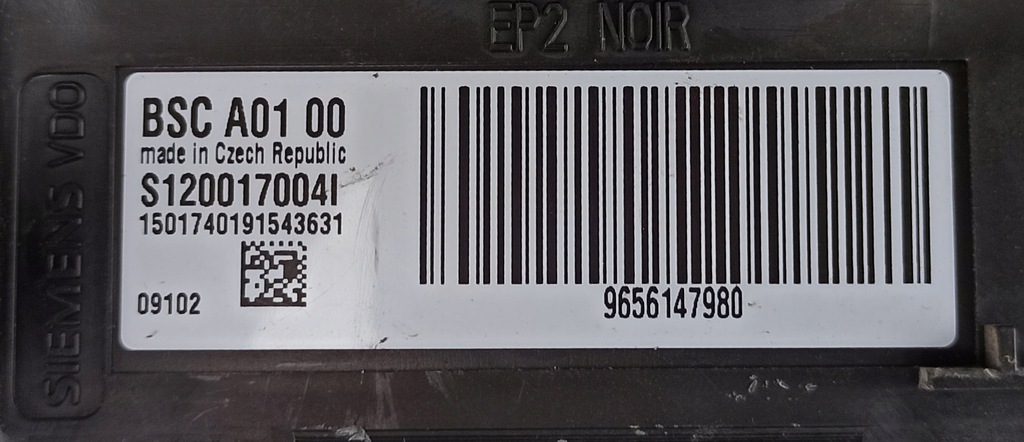 EP2 NOIR
SIEMENS VDO
BSC A01 00
made in Czech Republic
S120017004I
1501740191543631
09102
9656147980